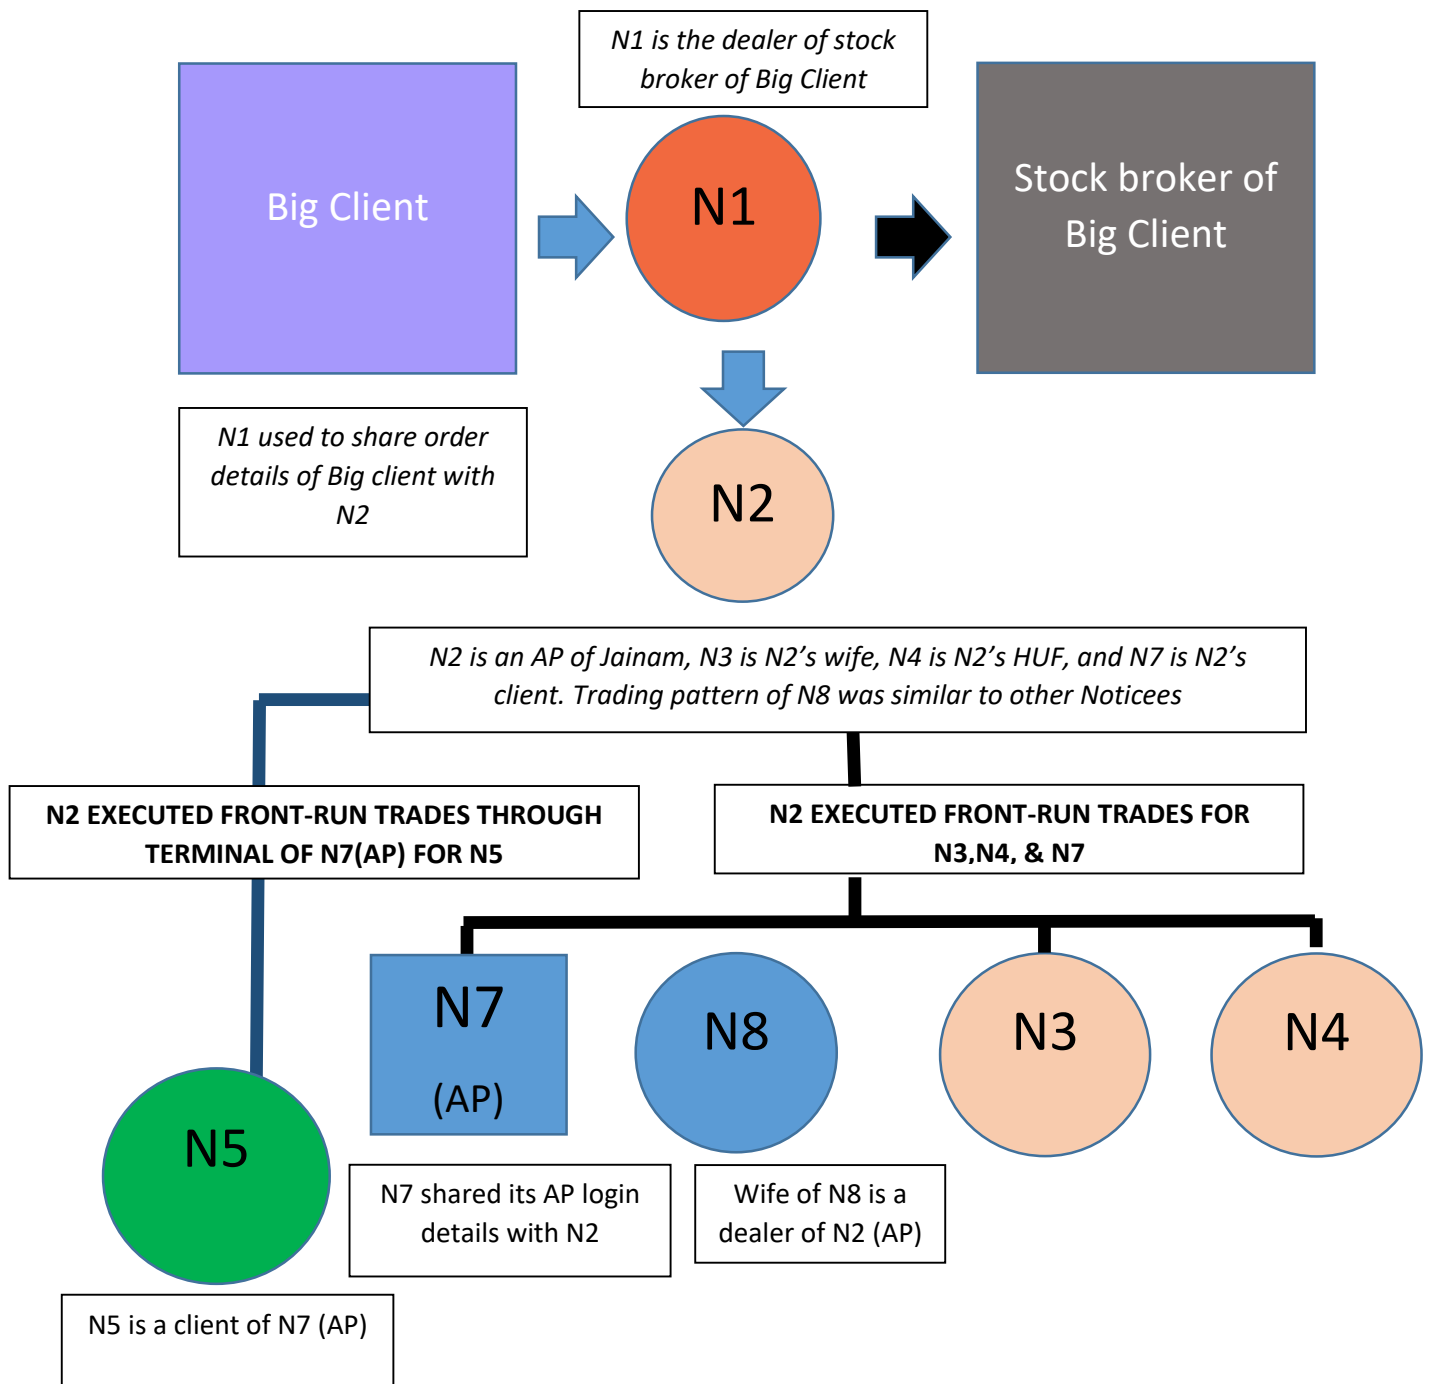 N1 is the dealer of stock
broker of Big Client
Big Client
N1
Stock broker of
Big Client
N1 used to share order
details of Big client with
N2
N2
N2 is an AP of Jainam, N3 is N2’s wife, N4 is N2’s HUF, and N7 is N2’s
client. Trading pattern of N8 was similar to other Noticees
N2 EXECUTED FRONT-RUN TRADES THROUGH
TERMINAL OF N7(AP) FOR N5
N2 EXECUTED FRONT-RUN TRADES FOR
N3,N4, & N7
N7
(AP)
N8
N3
N4
N5
N7 shared its AP login
details with N2
Wife of N8 is a
dealer of N2 (AP)
N5 is a client of N7 (AP)